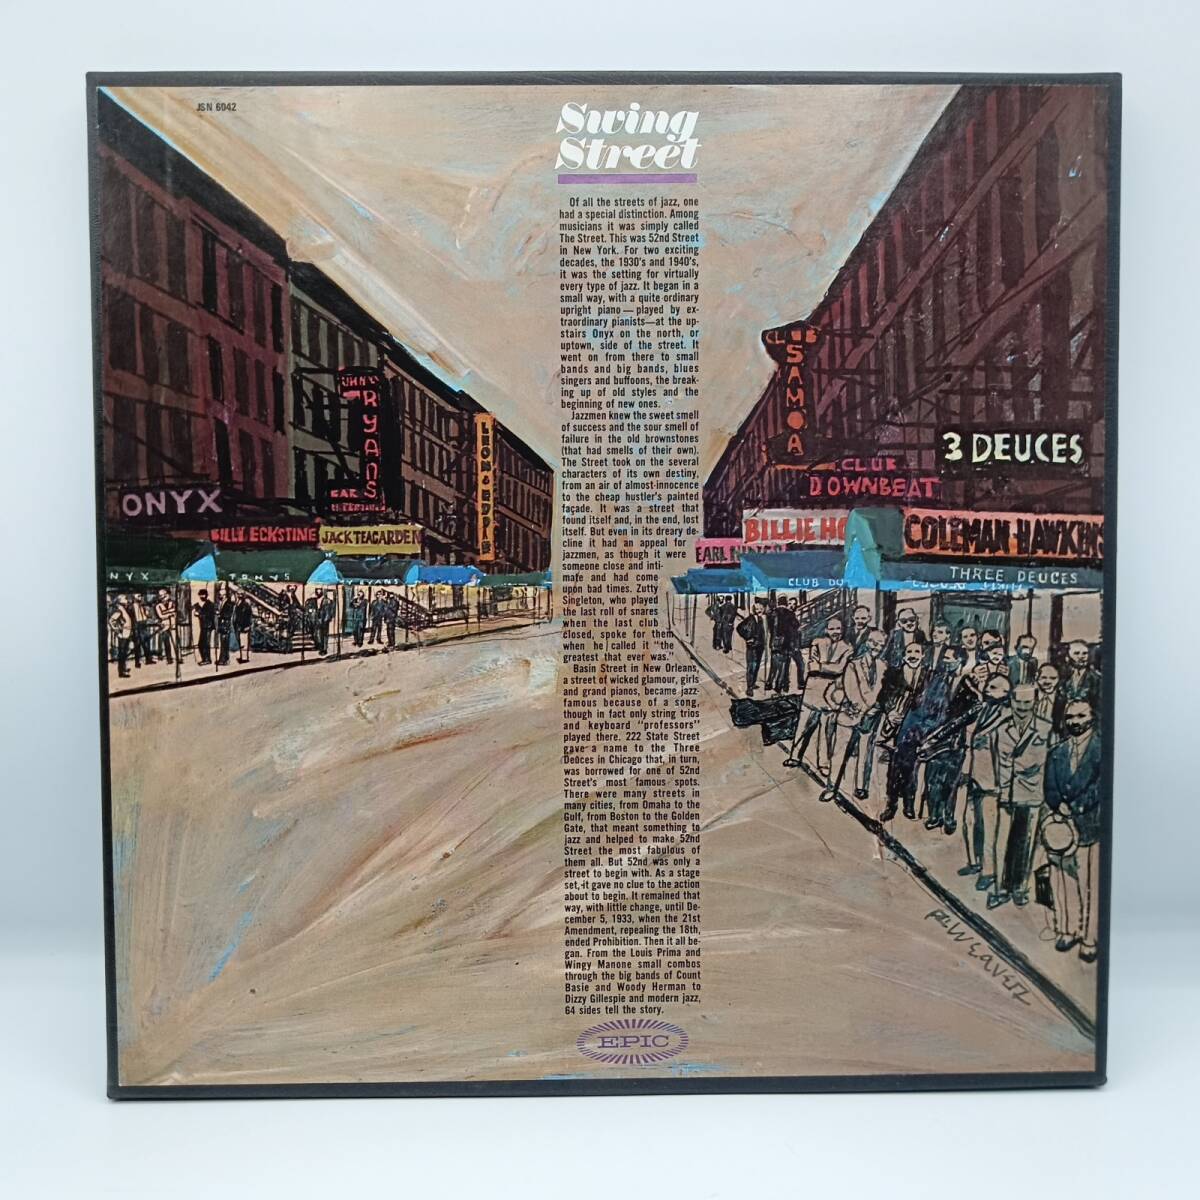 JSN 6042
Swing
Street
Of all the streets of jazz, one
had a special distinction. Among
musicians it was simply called
The Street. This was 52nd Street
in New York. For two exciting
decades, the 1930's and 1940's,
it was the setting for virtually
every type of jazz. It began in a
small way, with a quite ordinary
upright piano — played by ex-
traordinary pianists—at the up-
stairs Onyx on the north, or
uptown, side of the street. It
went on from there to small
bands and big bands, blues
singers and buffoons, the break-
ing up of old styles and the
beginning of new ones.
Jazzmen knew the sweet smell
of success and the sour smell of
failure in the old brownstones
(that had smells of their own).
The Street took on the several
characters of its own destiny,
from an air of almost-innocence
to the cheap hustler's painted
façade. It was a street that
found itself and, in the end, lost
itself. But even in its dreary de-
cline it had an appeal for
jazzmen, as though it were
someone close and inti-
mate and had come
upon bad times. Zutty
Singleton, who played
the last roll of snares
when the last club
closed, spoke for them
when he called it "the
greatest that ever was."
Basin Street in New Orleans,
a street of wicked glamour, girls
and grand pianos, became jazz-
famous because of a song,
though in fact only string trios
and keyboard "professors"
played there. 222 State Street
gave a name to the Three
Deuces in Chicago that, in turn,
was borrowed for one of 52nd
Street's most famous spots.
There were many streets in
many cities, from Omaha to the
Gulf, from Boston to the Golden
Gate, that meant something to
jazz and helped to make 52nd
Street the most fabulous of
them all. But 52nd was only a
street to begin with. As a stage
set, it gave no clue to the action
about to begin. It remained that
way, with little change, until De-
cember 5, 1933, when the 21st
Amendment, repealing the 18th,
ended Prohibition. Then it all be-
gan. From the Louis Prima and
Wingy Manone small combos
through the big bands of Count
Basie and Woody Herman to
Dizzy Gillespie and modern jazz,
64 sides tell the story.
EPIC
ONYX
RYANS
BAR
LEON & EDDIE
BILLY ECKSTINE
JACK TEAGARDEN
NYX
CLUB
SAMOA
3 DEUCES
CLUB
DOWNBEAT
BILLIE HO
COLEMAN HAWKINS
EARL HINES
CLUB DO
THREE DEUCES